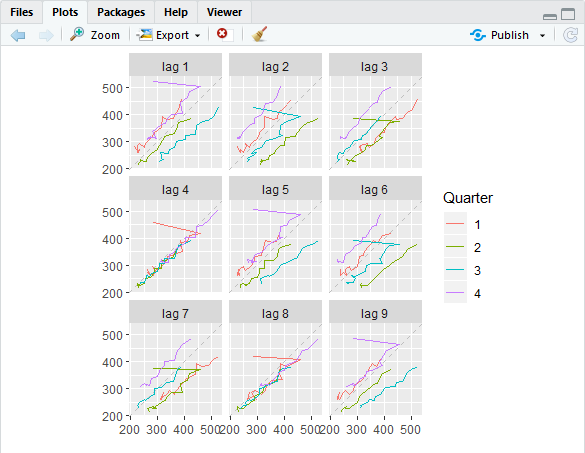 Files Plots Packages Help Viewer
Zoom Export Publish
lag 1 lag 2 lag 3
500
400
300
200
lag 4 lag 5 lag 6
500
400
300
200
lag 7 lag 8 lag 9
500
400
300
200
200 300 400 500 200 300 400 500 200 300 400 500
Quarter
1
2
3
4